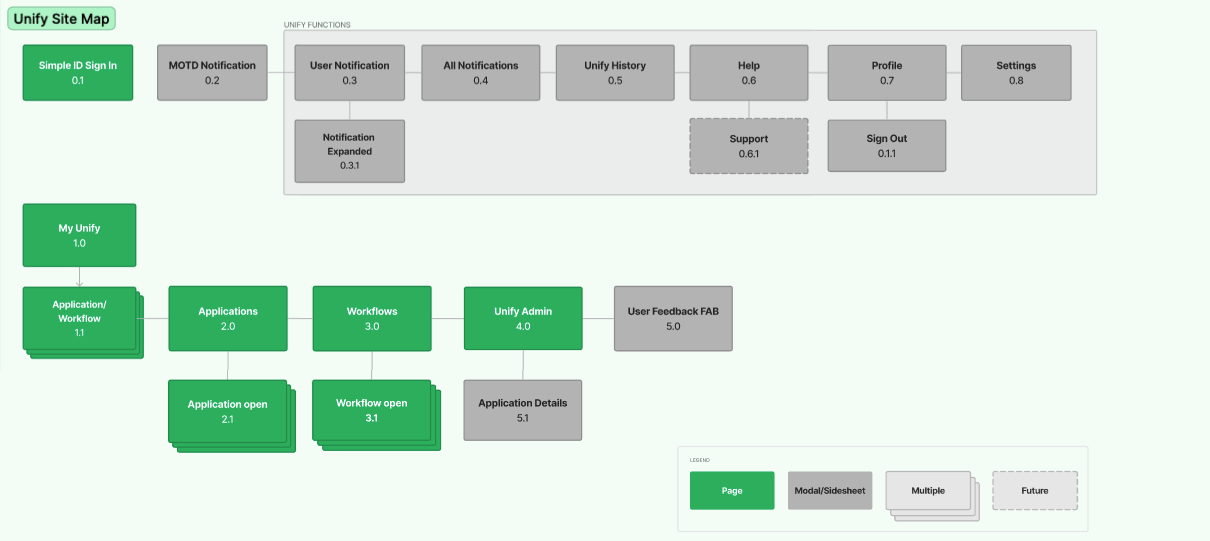 Unify Site Map
UNIFY FUNCTIONS
Simple ID Sign In
0.1
MOTD Notification
0.2
User Notification
0.3
All Notifications
0.4
Unify History
0.5
Help
0.6
Profile
0.7
Settings
0.8
Notification
Expanded
0.3.1
Support
0.6.1
Sign Out
0.1.1
My Unify
1.0
Application/
Workflow
1.1
Applications
2.0
Workflows
3.0
Unify Admin
4.0
User Feedback FAB
5.0
Application open
2.1
Workflow open
3.1
Application Details
5.1
LEGEND
Page
Modal/Sidesheet
Multiple
Future